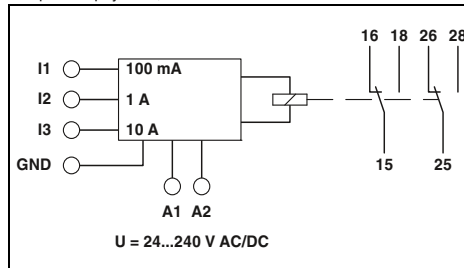 16 18 26 28
I1 100 mA
I2 1 A
I3 10 A
GND
15 25
A1 A2
U = 24...240 V AC/DC